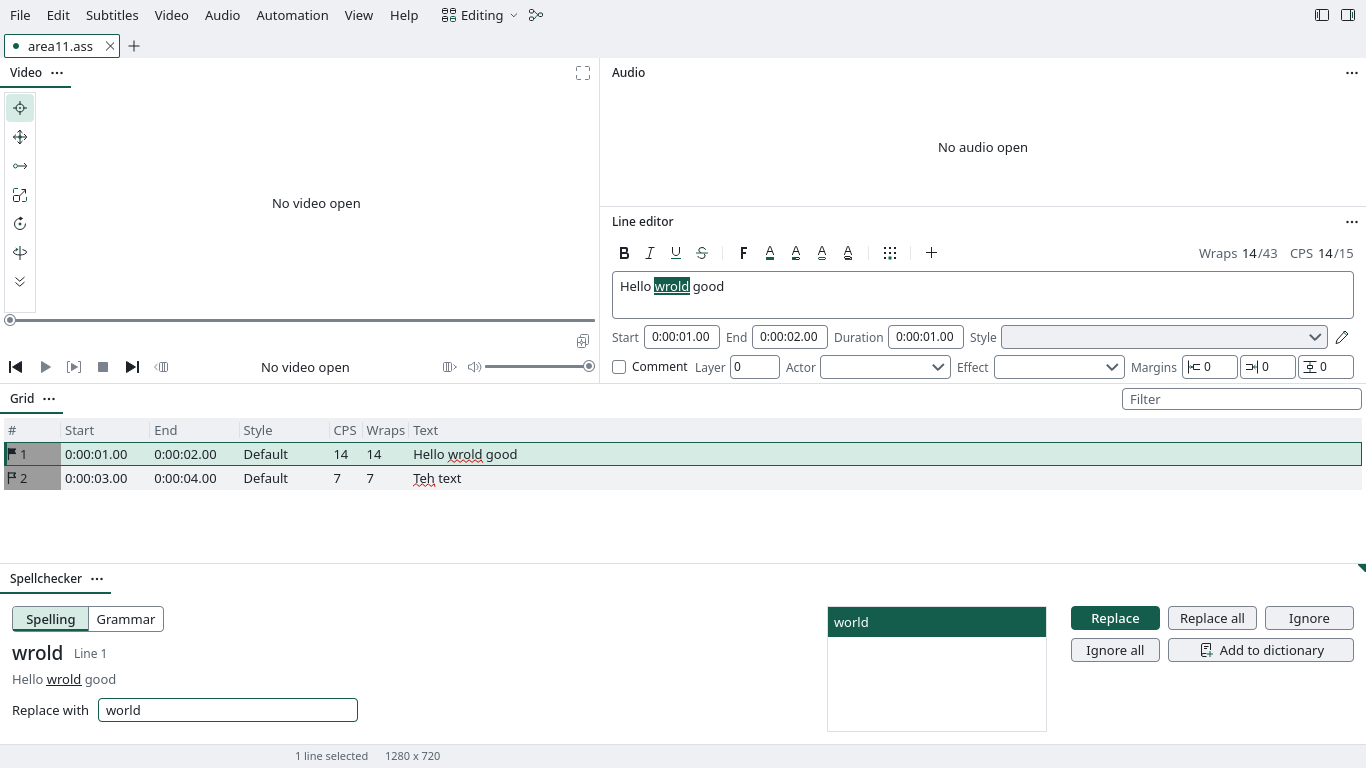 File Edit Subtitles Video Audio Automation View Help Editing
area11.ass
Video
No video open
No video open
Audio
No audio open
Line editor
B I U S F A A A A Wraps 14/43 CPS 14/15
Hello wrold good
Start 0:00:01.00 End 0:00:02.00 Duration 0:00:01.00 Style
Comment Layer 0 Actor Effect Margins 0 0 0
Grid Filter
# Start End Style CPS Wraps Text
1 0:00:01.00 0:00:02.00 Default 14 14 Hello wrold good
2 0:00:03.00 0:00:04.00 Default 7 7 Teh text
Spellchecker
Spelling Grammar
wrold Line 1
Hello wrold good
Replace with world
world
Replace Replace all Ignore
Ignore all Add to dictionary
1 line selected 1280 x 720